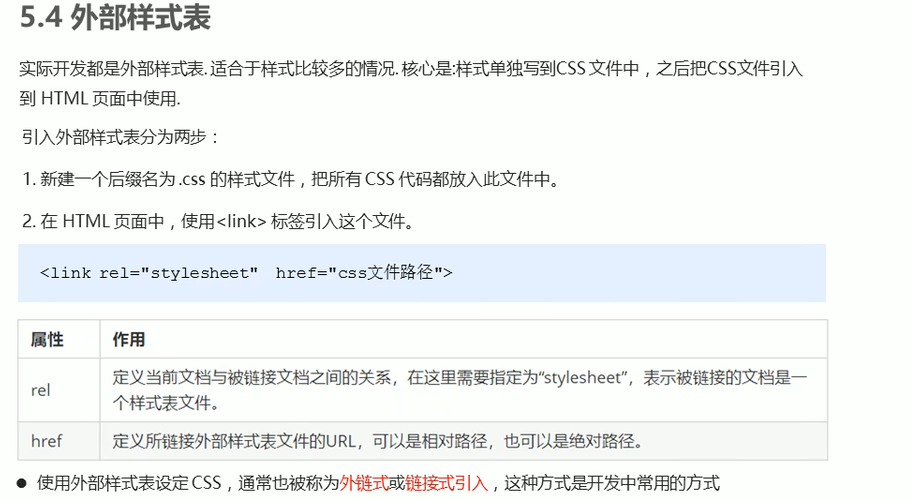 5.4 外部样式表
实际开发都是外部样式表. 适合于样式比较多的情况. 核心是:样式单独写到CSS 文件中，之后把CSS文件引入
到 HTML 页面中使用.
引入外部样式表分为两步：
1. 新建一个后缀名为 .css 的样式文件，把所有 CSS 代码都放入此文件中。
2. 在 HTML 页面中，使用<link> 标签引入这个文件。
<link rel="stylesheet" href="css文件路径">
属性 作用
rel 定义当前文档与被链接文档之间的关系，在这里需要指定为“stylesheet”，表示被链接的文档是一
个样式表文件。
href 定义所链接外部样式表文件的URL，可以是相对路径，也可以是绝对路径。
● 使用外部样式表设定 CSS，通常也被称为外链式或链接式引入，这种方式是开发中常用的方式